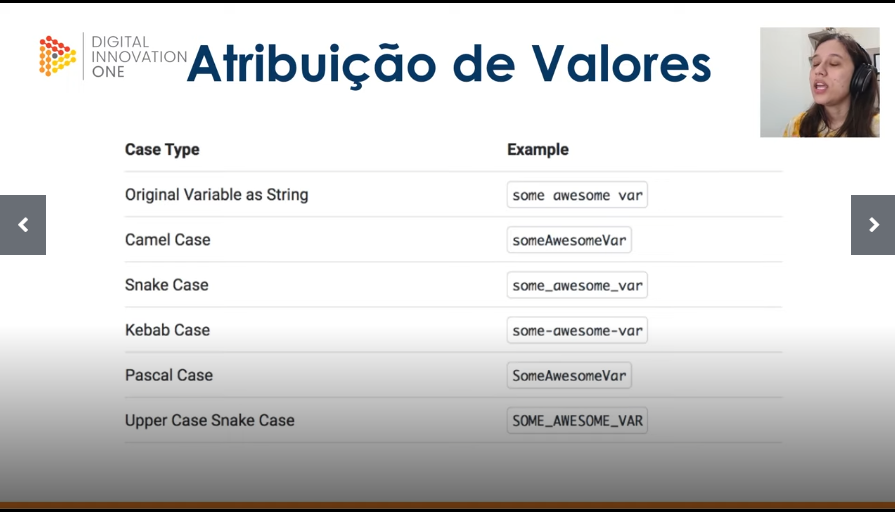 DIGITAL
INNOVATION
ONE
Atribuição de Valores
Case Type Example
Original Variable as String some awesome var
Camel Case someAwesomeVar
Snake Case some_awesome_var
Kebab Case some-awesome-var
Pascal Case SomeAwesomeVar
Upper Case Snake Case SOME_AWESOME_VAR